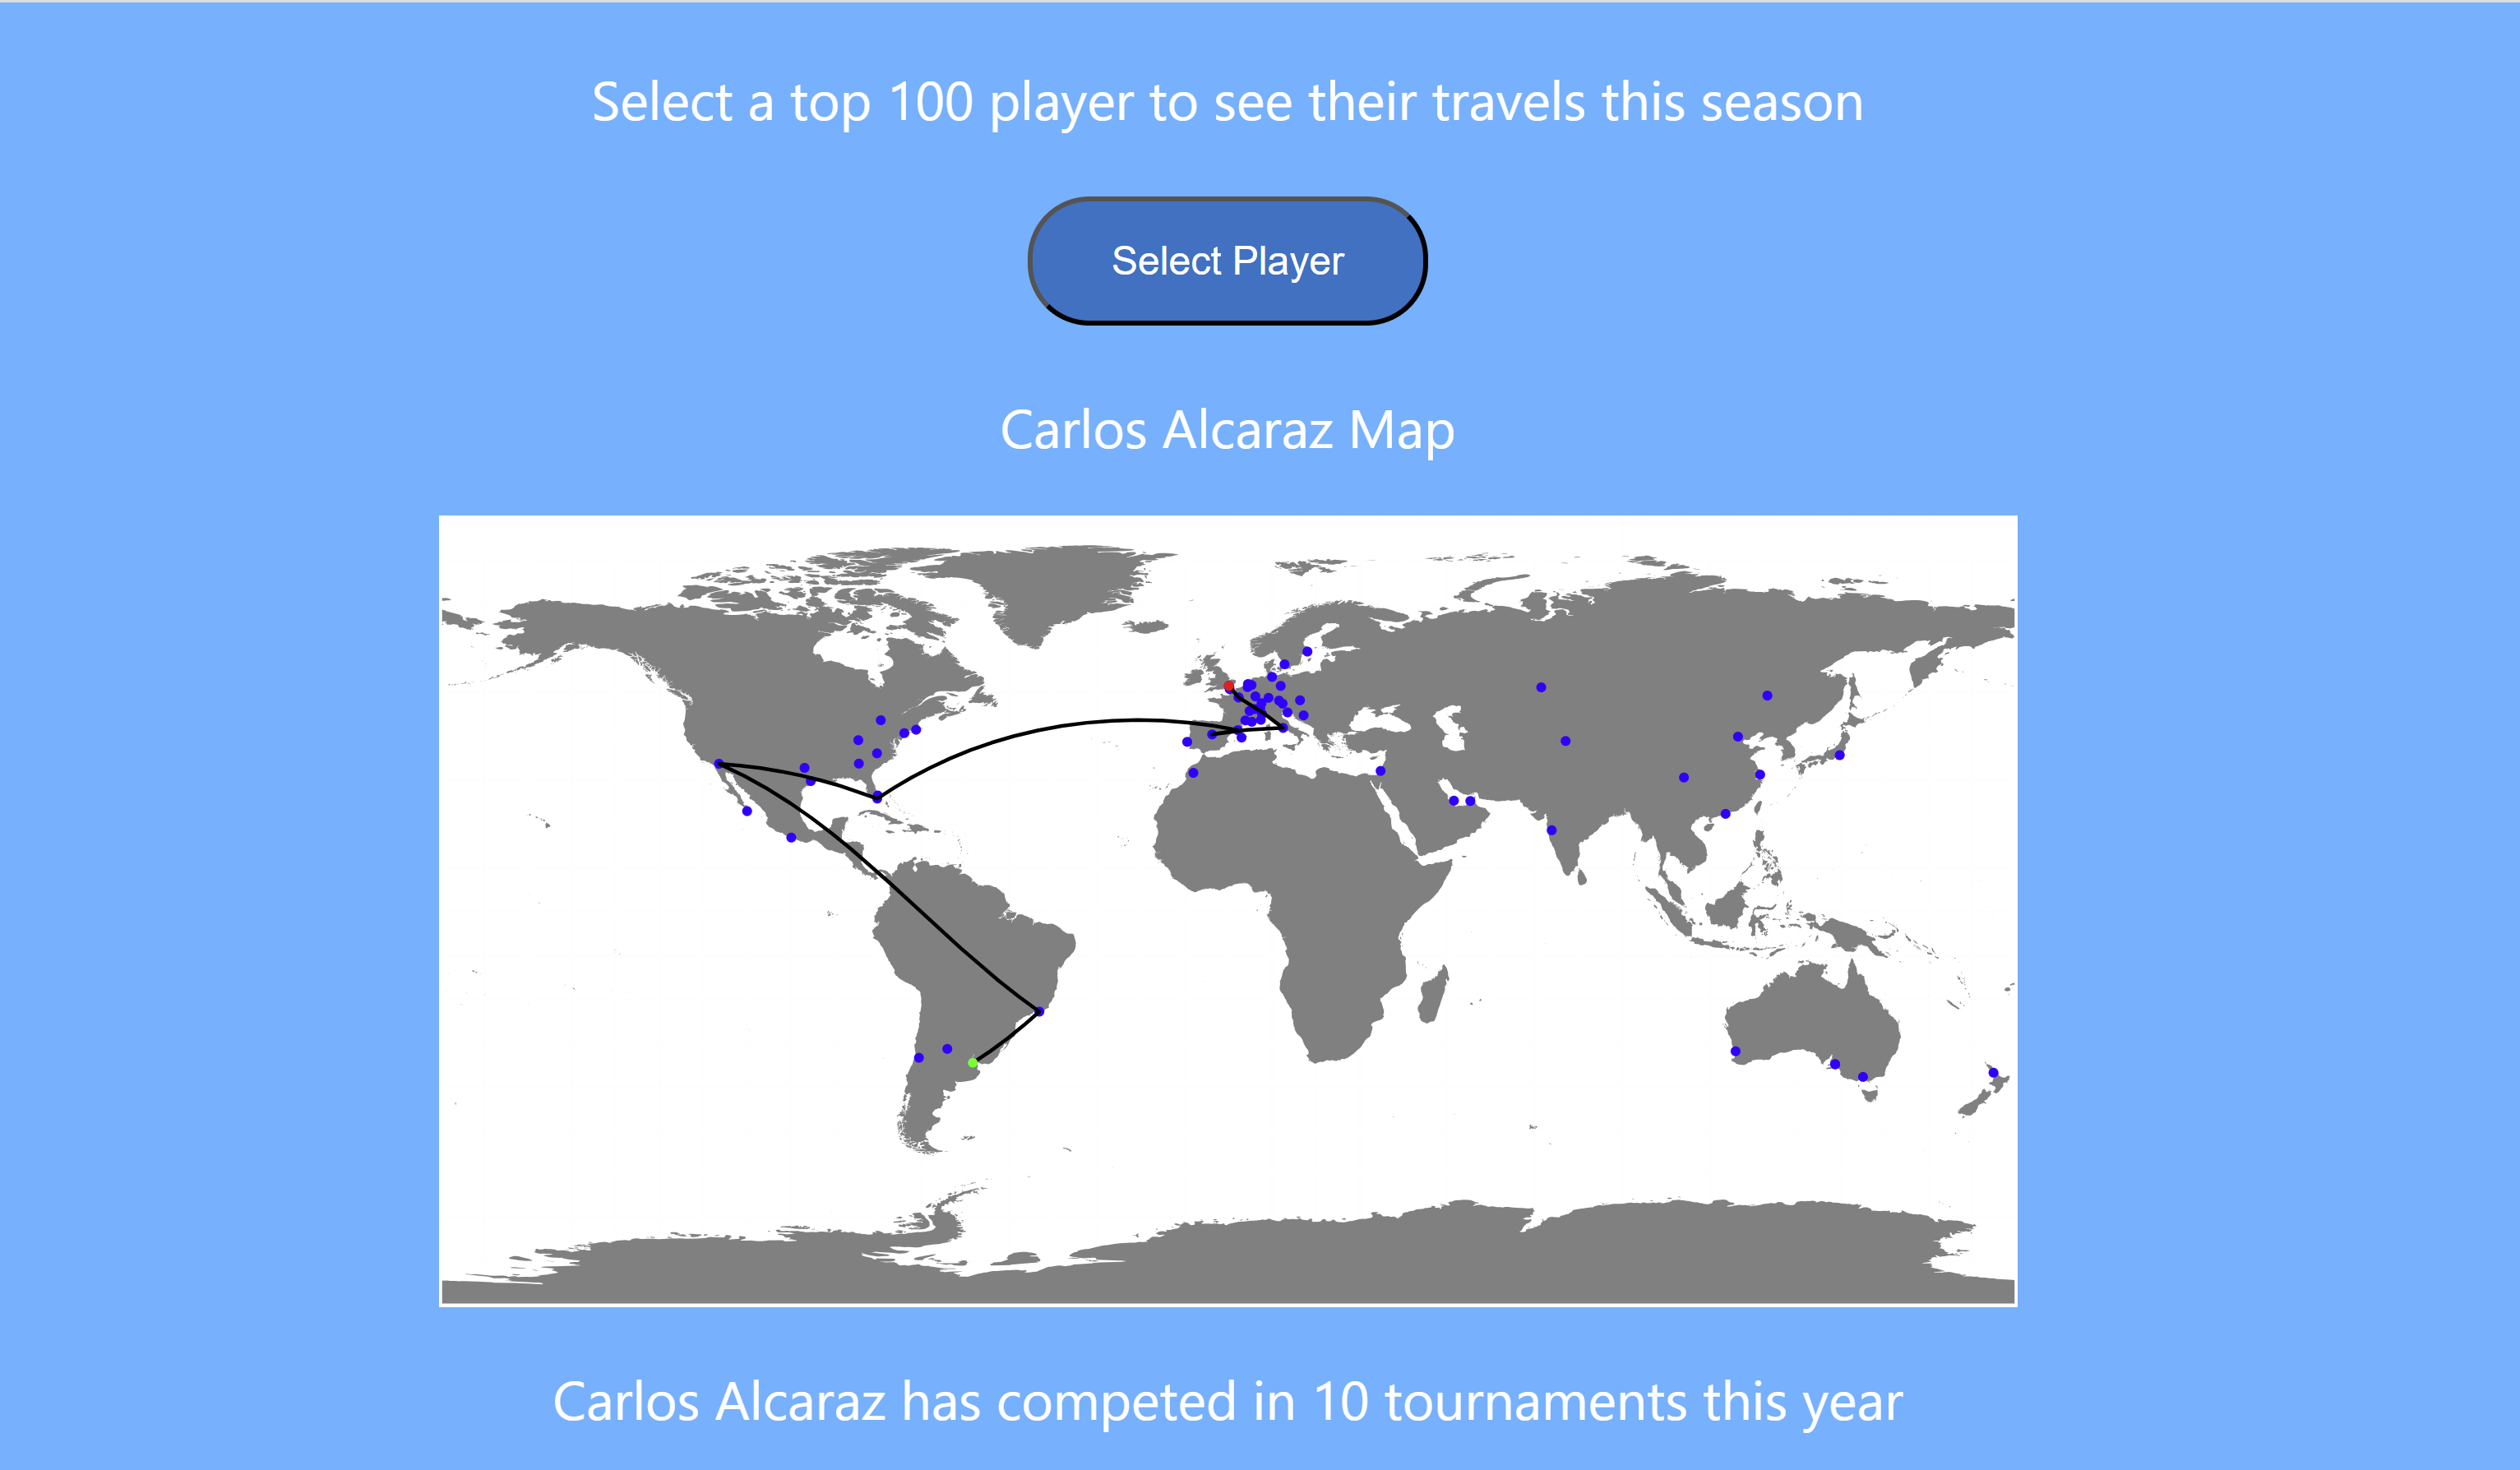 Select a top 100 player to see their travels this season
Select Player
Carlos Alcaraz Map
Carlos Alcaraz has competed in 10 tournaments this year